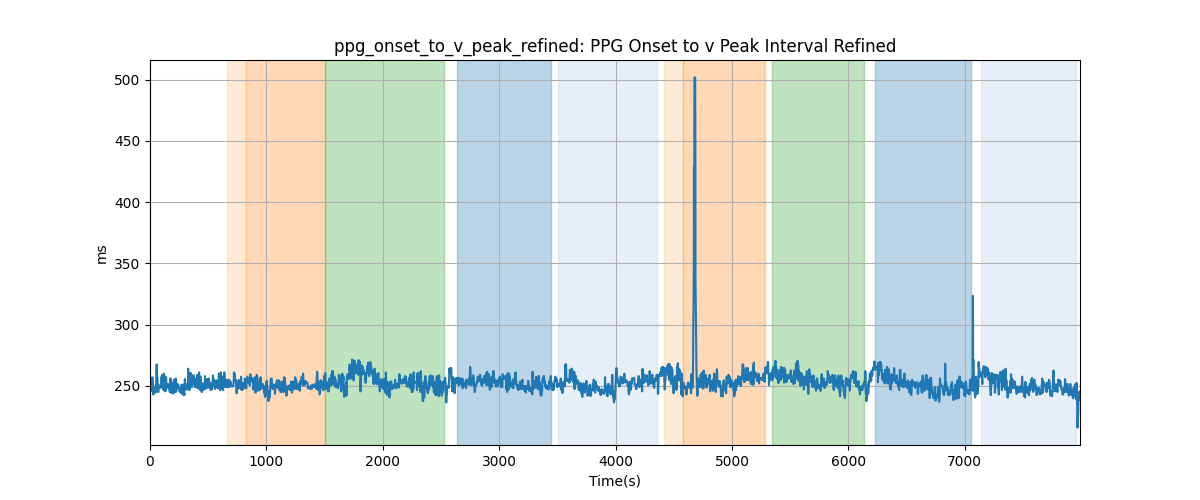 ppg_onset_to_v_peak_refined: PPG Onset to v Peak Interval Refined
500
450
400
350
300
250
ms
0 1000 2000 3000 4000 5000 6000 7000
Time(s)